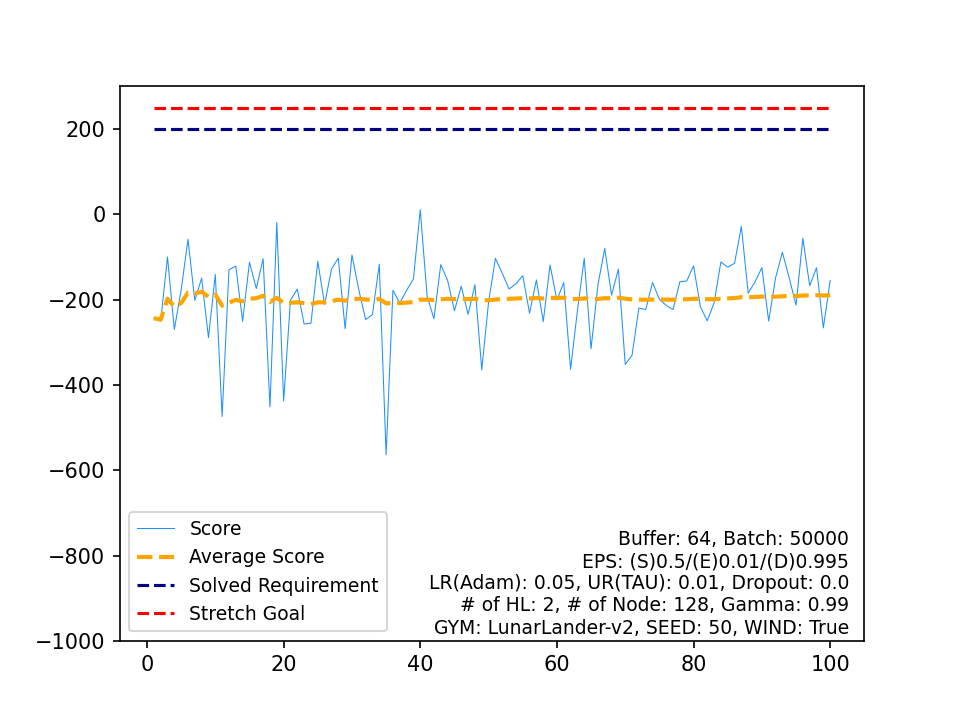 200
0
−200
−400
−600
−800
−1000
0 20 40 60 80 100
Score
Average Score
Solved Requirement
Stretch Goal
Buffer: 64, Batch: 50000
EPS: (S)0.5/(E)0.01/(D)0.995
LR(Adam): 0.05, UR(TAU): 0.01, Dropout: 0.0
# of HL: 2, # of Node: 128, Gamma: 0.99
GYM: LunarLander-v2, SEED: 50, WIND: True